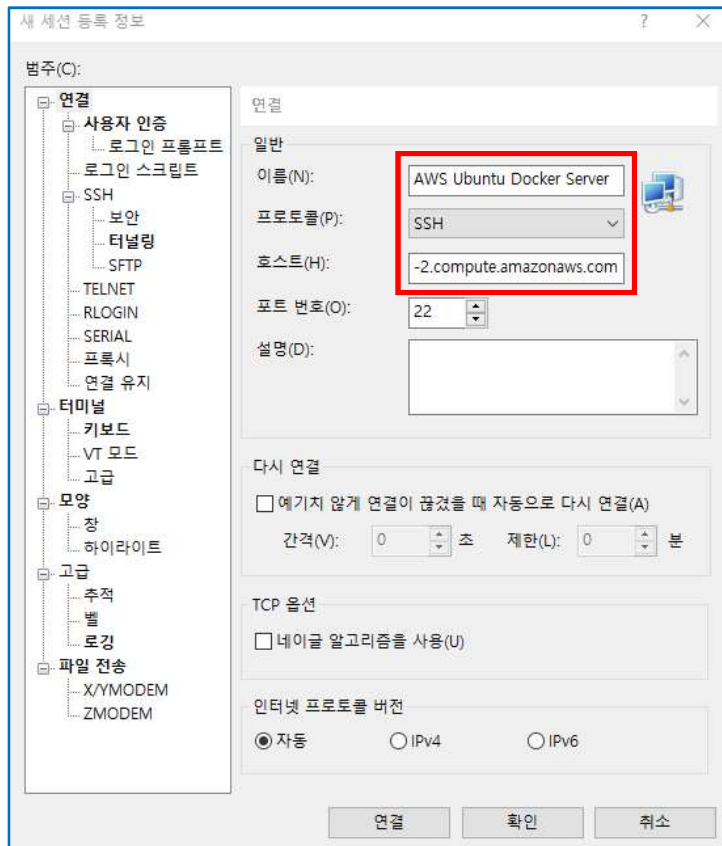 새 세션 등록 정보
범주(C):
연결
사용자 인증
로그인 프롬프트
로그인 스크립트
SSH
보안
터널링
SFTP
TELNET
RLOGIN
SERIAL
프록시
연결 유지
터미널
키보드
VT 모드
고급
모양
창
하이라이트
고급
추적
벨
로깅
파일 전송
X/YMODEM
ZMODEM
연결
일반
이름(N): AWS Ubuntu Docker Server
프로토콜(P): SSH
호스트(H): -2.compute.amazonaws.com
포트 번호(O): 22
설명(D):
다시 연결
예기치 않게 연결이 끊겼을 때 자동으로 다시 연결(A)
간격(V): 0 초 제한(L): 0 분
TCP 옵션
네이글 알고리즘을 사용(U)
인터넷 프로토콜 버전
자동 IPv4 IPv6
연결 확인 취소